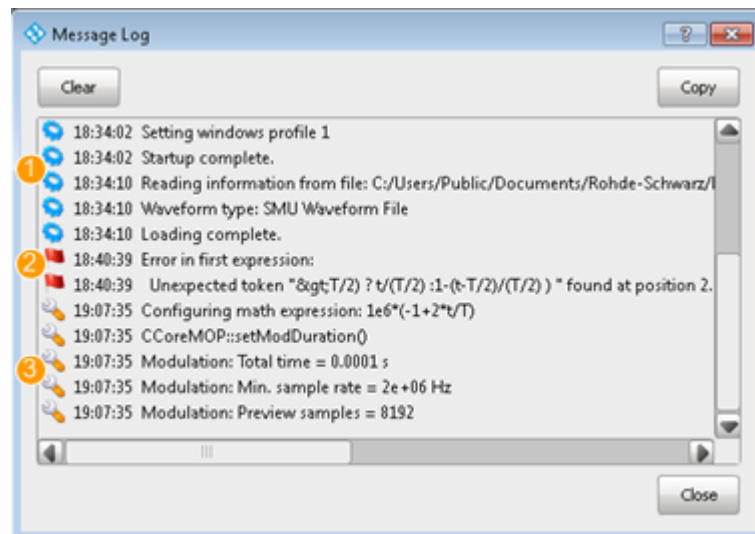 Message Log
Clear
Copy
18:34:02 Setting windows profile 1
18:34:02 Startup complete.
1
18:34:10 Reading information from file: C:/Users/Public/Documents/Rohde-Schwarz/
18:34:10 Waveform type: SMU Waveform File
18:34:10 Loading complete.
2
18:40:39 Error in first expression:
18:40:39 Unexpected token "&gt;T/2) ? t/(T/2) :1-(t-T/2)/(T/2) ) " found at position 2.
19:07:35 Configuring math expression: 1e6*(-1+2*t/T)
19:07:35 CCoreMOP::setModDuration()
3
19:07:35 Modulation: Total time = 0.0001 s
19:07:35 Modulation: Min. sample rate = 2e+06 Hz
19:07:35 Modulation: Preview samples = 8192
Close